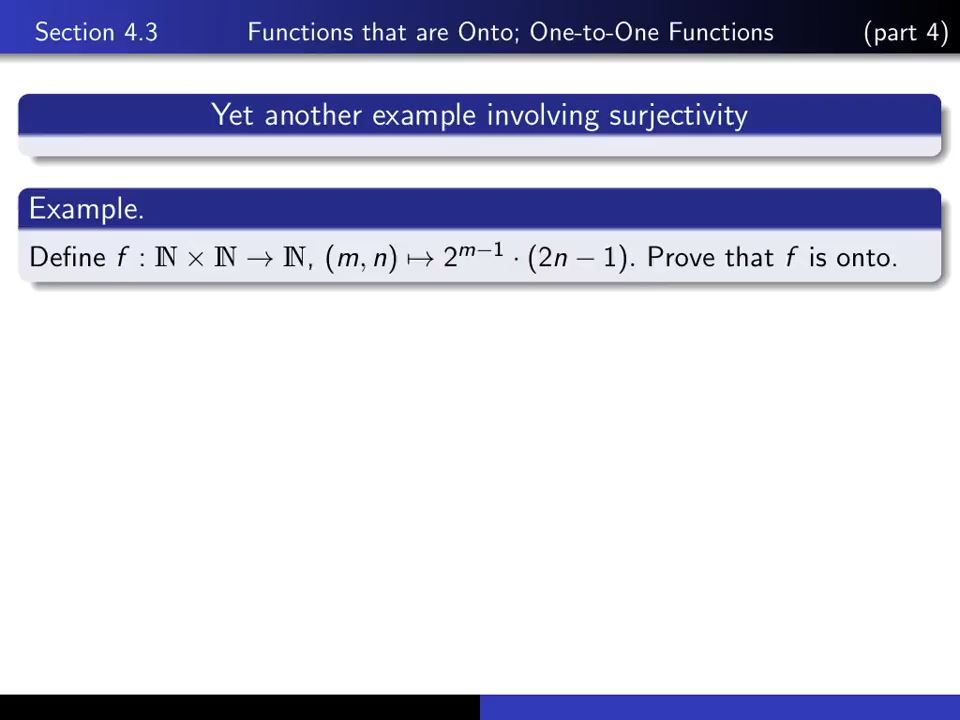 Section 4.3 Functions that are Onto; One-to-One Functions (part 4)
Yet another example involving surjectivity
Example.
Define f : ℕ × ℕ → ℕ, (m, n) ↦ 2^{m−1} · (2n − 1). Prove that f is onto.